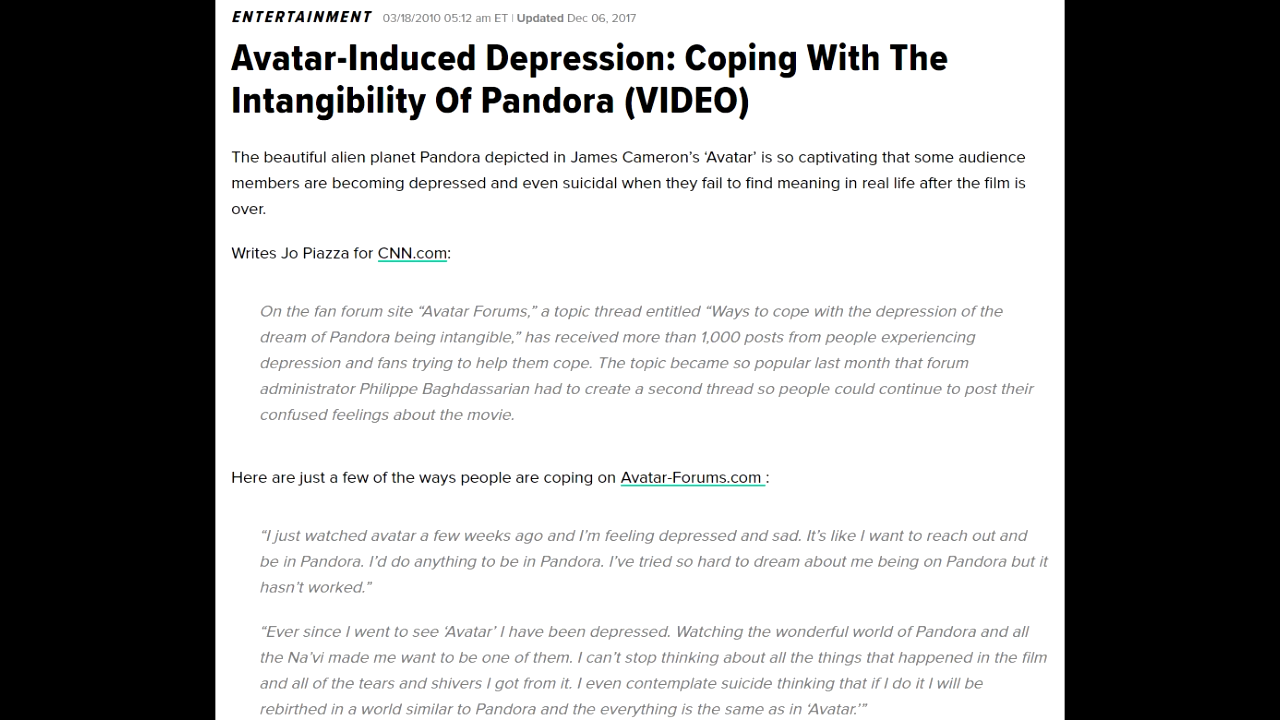 ENTERTAINMENT 03/18/2010 05:12 am ET | Updated Dec 06, 2017
Avatar-Induced Depression: Coping With The
Intangibility Of Pandora (VIDEO)
The beautiful alien planet Pandora depicted in James Cameron’s ‘Avatar’ is so captivating that some audience
members are becoming depressed and even suicidal when they fail to find meaning in real life after the film is
over.
Writes Jo Piazza for CNN.com:
On the fan forum site “Avatar Forums,” a topic thread entitled “Ways to cope with the depression of the
dream of Pandora being intangible,” has received more than 1,000 posts from people experiencing
depression and fans trying to help them cope. The topic became so popular last month that forum
administrator Philippe Baghdassarian had to create a second thread so people could continue to post their
confused feelings about the movie.
Here are just a few of the ways people are coping on Avatar-Forums.com :
“I just watched avatar a few weeks ago and I’m feeling depressed and sad. It’s like I want to reach out and
be in Pandora. I’d do anything to be in Pandora. I’ve tried so hard to dream about me being on Pandora but it
hasn’t worked.”
“Ever since I went to see ‘Avatar’ I have been depressed. Watching the wonderful world of Pandora and all
the Na’vi made me want to be one of them. I can’t stop thinking about all the things that happened in the film
and all of the tears and shivers I got from it. I even contemplate suicide thinking that if I do it I will be
rebirthed in a world similar to Pandora and the everything is the same as in ‘Avatar.’”